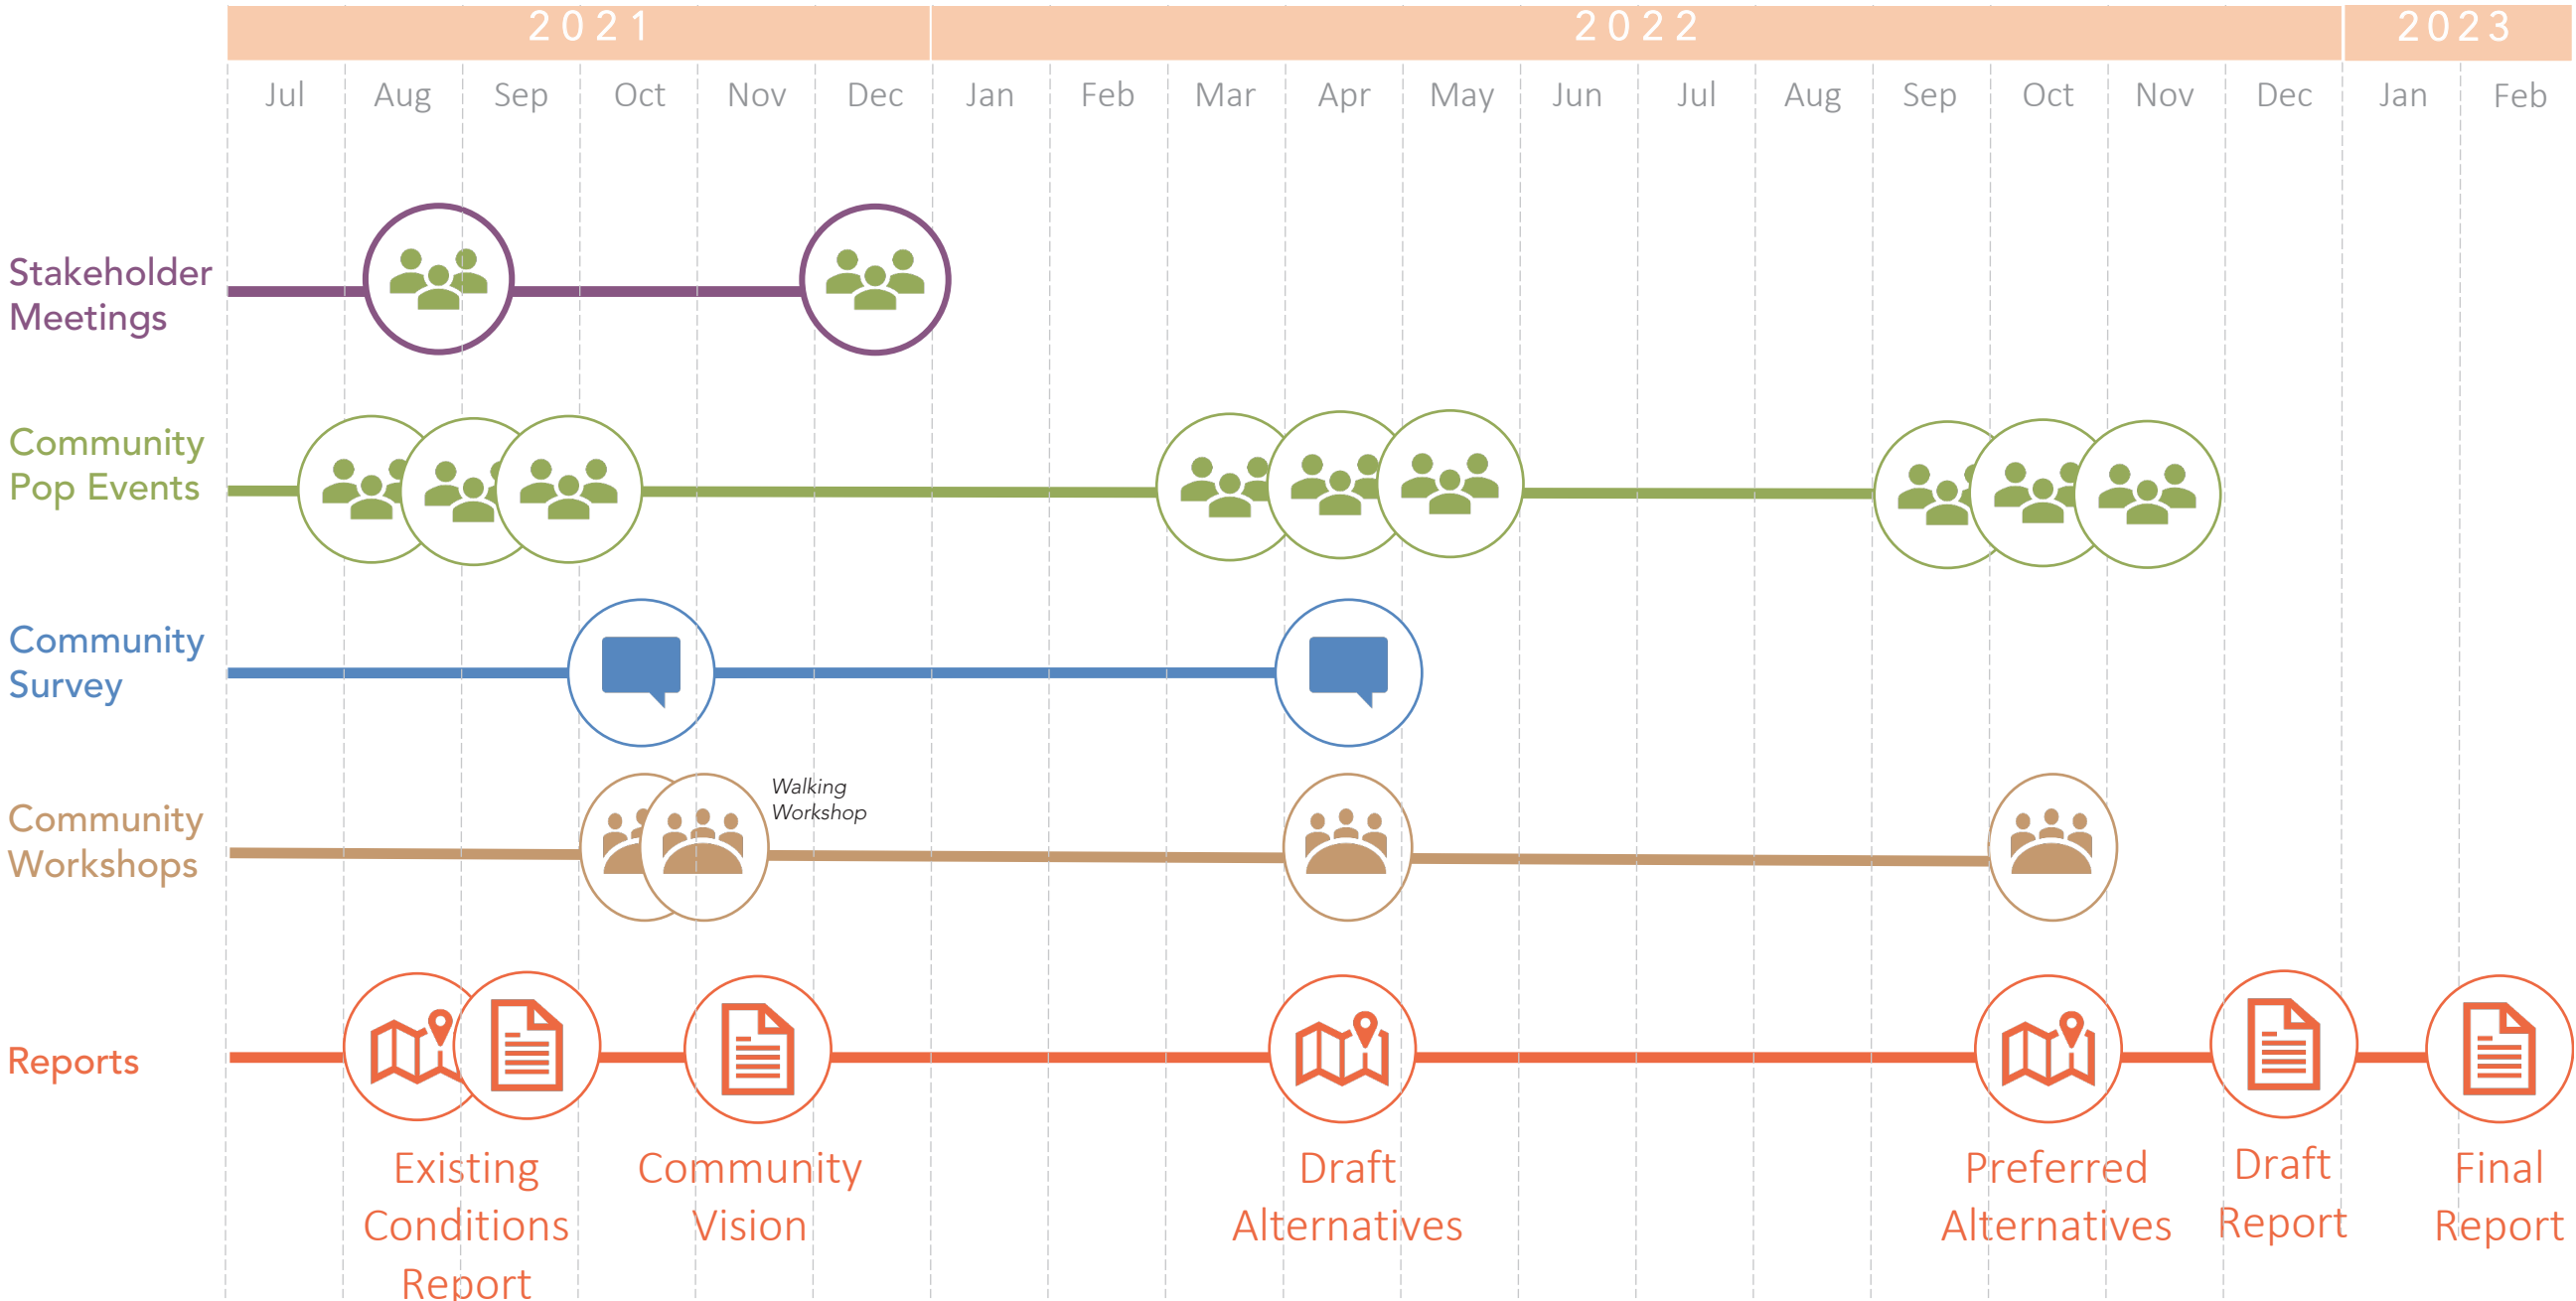 2021
2022
2023
Jul Aug Sep Oct Nov Dec Jan Feb Mar Apr May Jun Jul Aug Sep Oct Nov Dec Jan Feb
Stakeholder
Meetings
Community
Pop Events
Community
Survey
Walking
Workshop
Community
Workshops
Reports
Existing
Conditions
Report
Community
Vision
Draft
Alternatives
Preferred
Alternatives
Draft
Report
Final
Report